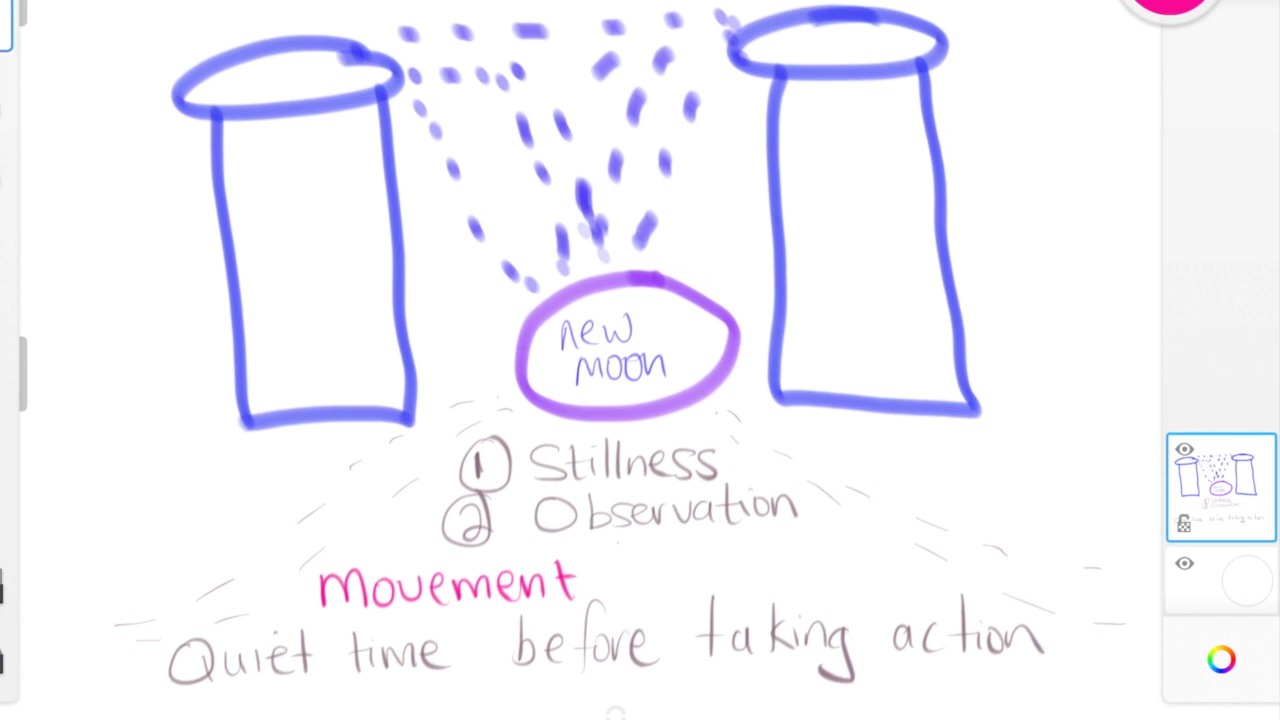 new
moon
1 Stillness
2 Observation
Movement
Quiet time before taking action